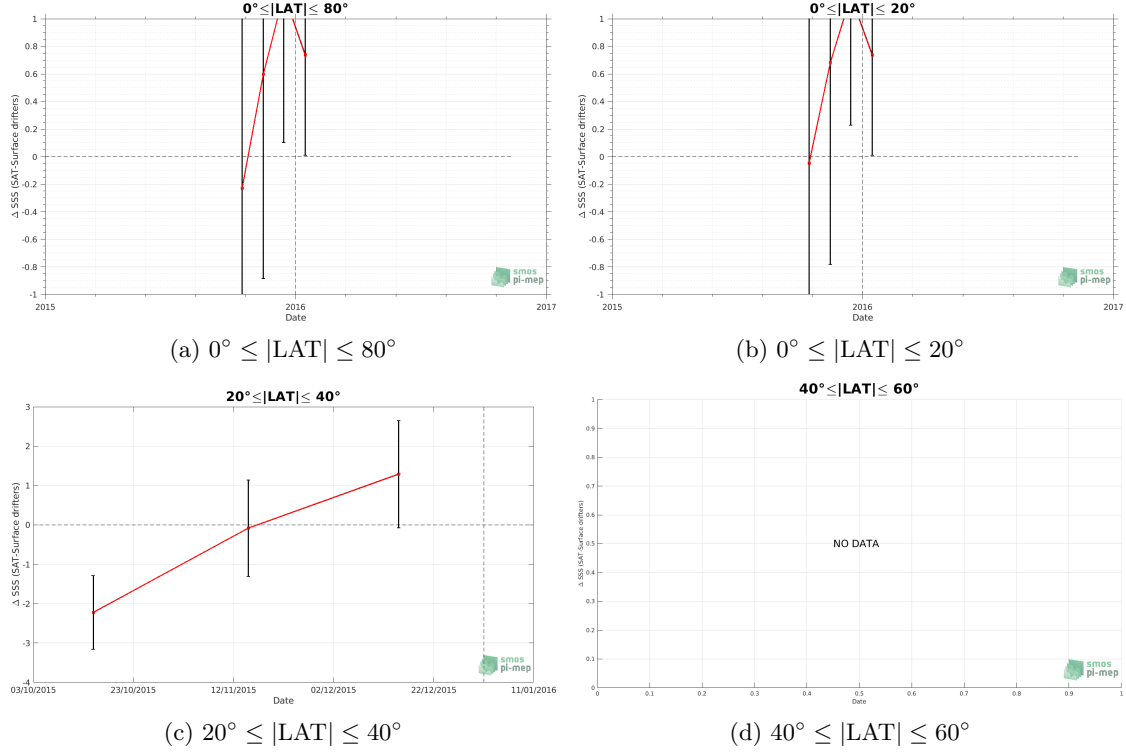 0°≤|LAT|≤ 80°
1
0.8
0.6
0.4
0.2
0
-0.2
-0.4
-0.6
-0.8
-1
Δ SSS (SAT-Surface drifters)
2015
2016
2017
Date
smos
pi-mep
(a) 0° ≤ |LAT| ≤ 80°
0°≤|LAT|≤ 20°
1
0.8
0.6
0.4
0.2
0
-0.2
-0.4
-0.6
-0.8
-1
Δ SSS (SAT-Surface drifters)
2015
2016
2017
Date
smos
pi-mep
(b) 0° ≤ |LAT| ≤ 20°
20°≤|LAT|≤ 40°
3
2
1
0
-1
-2
-3
-4
Δ SSS (SAT-Surface drifters)
03/10/2015
23/10/2015
12/11/2015
02/12/2015
22/12/2015
11/01/2016
Date
smos
pi-mep
(c) 20° ≤ |LAT| ≤ 40°
40°≤|LAT|≤ 60°
1
0.9
0.8
0.7
0.6
0.5
0.4
0.3
0.2
0.1
0
Δ SSS (SAT-Surface drifters)
NO DATA
0
0.1
0.2
0.3
0.4
0.5
0.6
0.7
0.8
0.9
1
Date
smos
pi-mep
(d) 40° ≤ |LAT| ≤ 60°